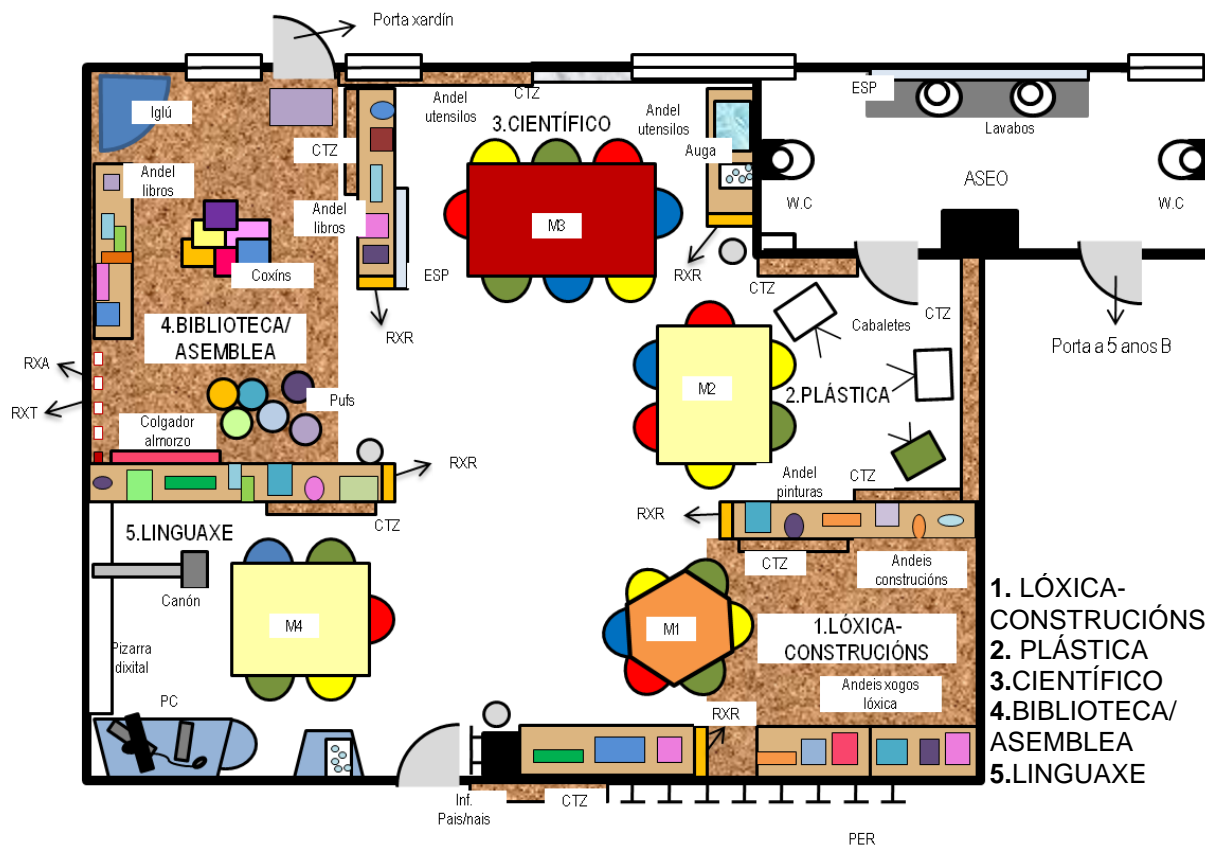 Porta xardín
Iglú
Andel
utensilos
CTZ
3.CIENTÍFICO
Andel
utensilos
Auga
ESP
Lavabos
CTZ
Andel
libros
Andel
libros
M3
ASEO
W.C
W.C
Coxíns
ESP
RXR
CTZ
CTZ
RXR
Cabaletes
4.BIBLIOTECA/
ASEMBLEA
Porta a 5 anos B
RXA
RXT
M2
2.PLÁSTICA
Pufs
Colgador
almorzo
RXR
Andel
pinturas
CTZ
RXR
CTZ
5.LINGUAXE
CTZ
Andeis
construcións
Canón
M4
M1
1.LÓXICA-
CONSTRUCIÓNS
Pizarra
dixital
Andeis xogos
lóxica
PC
RXR
Inf.
Pais/nais
CTZ
PER
1. LÓXICA-
CONSTRUCIÓNS
2. PLÁSTICA
3.CIENTÍFICO
4.BIBLIOTECA/
ASEMBLEA
5.LINGUAXE